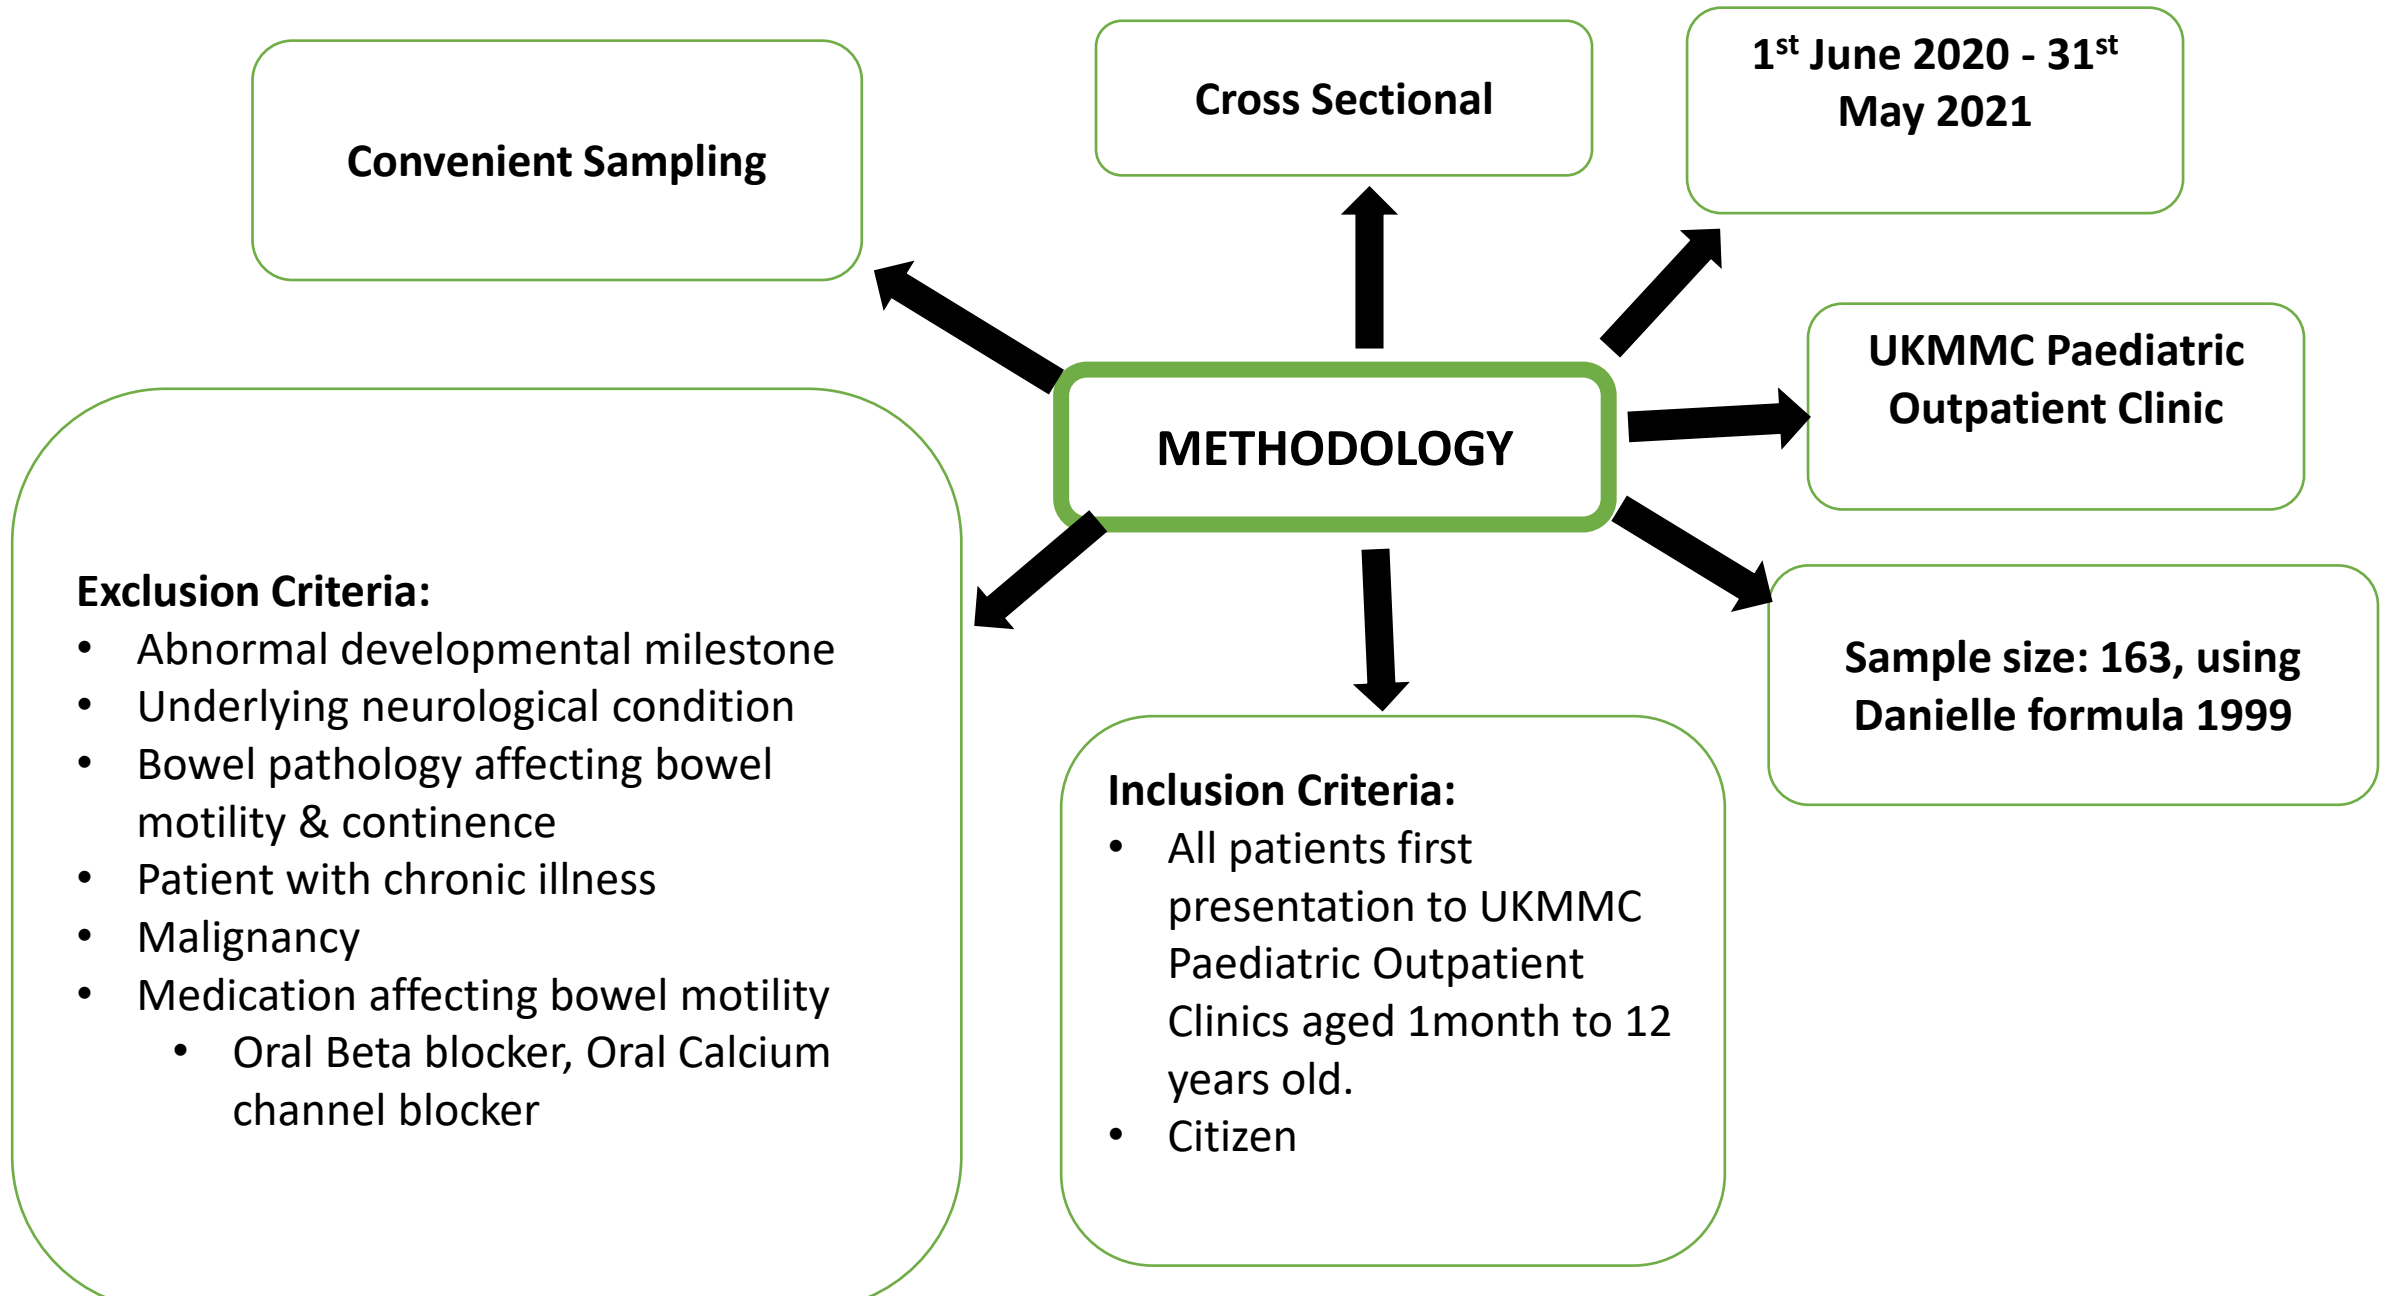 Convenient Sampling
Cross Sectional
1st June 2020 - 31st
May 2021
UKMMC Paediatric
Outpatient Clinic
METHODOLOGY
Sample size: 163, using
Danielle formula 1999
Exclusion Criteria:
• Abnormal developmental milestone
• Underlying neurological condition
• Bowel pathology affecting bowel
motility & continence
• Patient with chronic illness
• Malignancy
• Medication affecting bowel motility
• Oral Beta blocker, Oral Calcium
channel blocker
Inclusion Criteria:
• All patients first
presentation to UKMMC
Paediatric Outpatient
Clinics aged 1month to 12
years old.
• Citizen